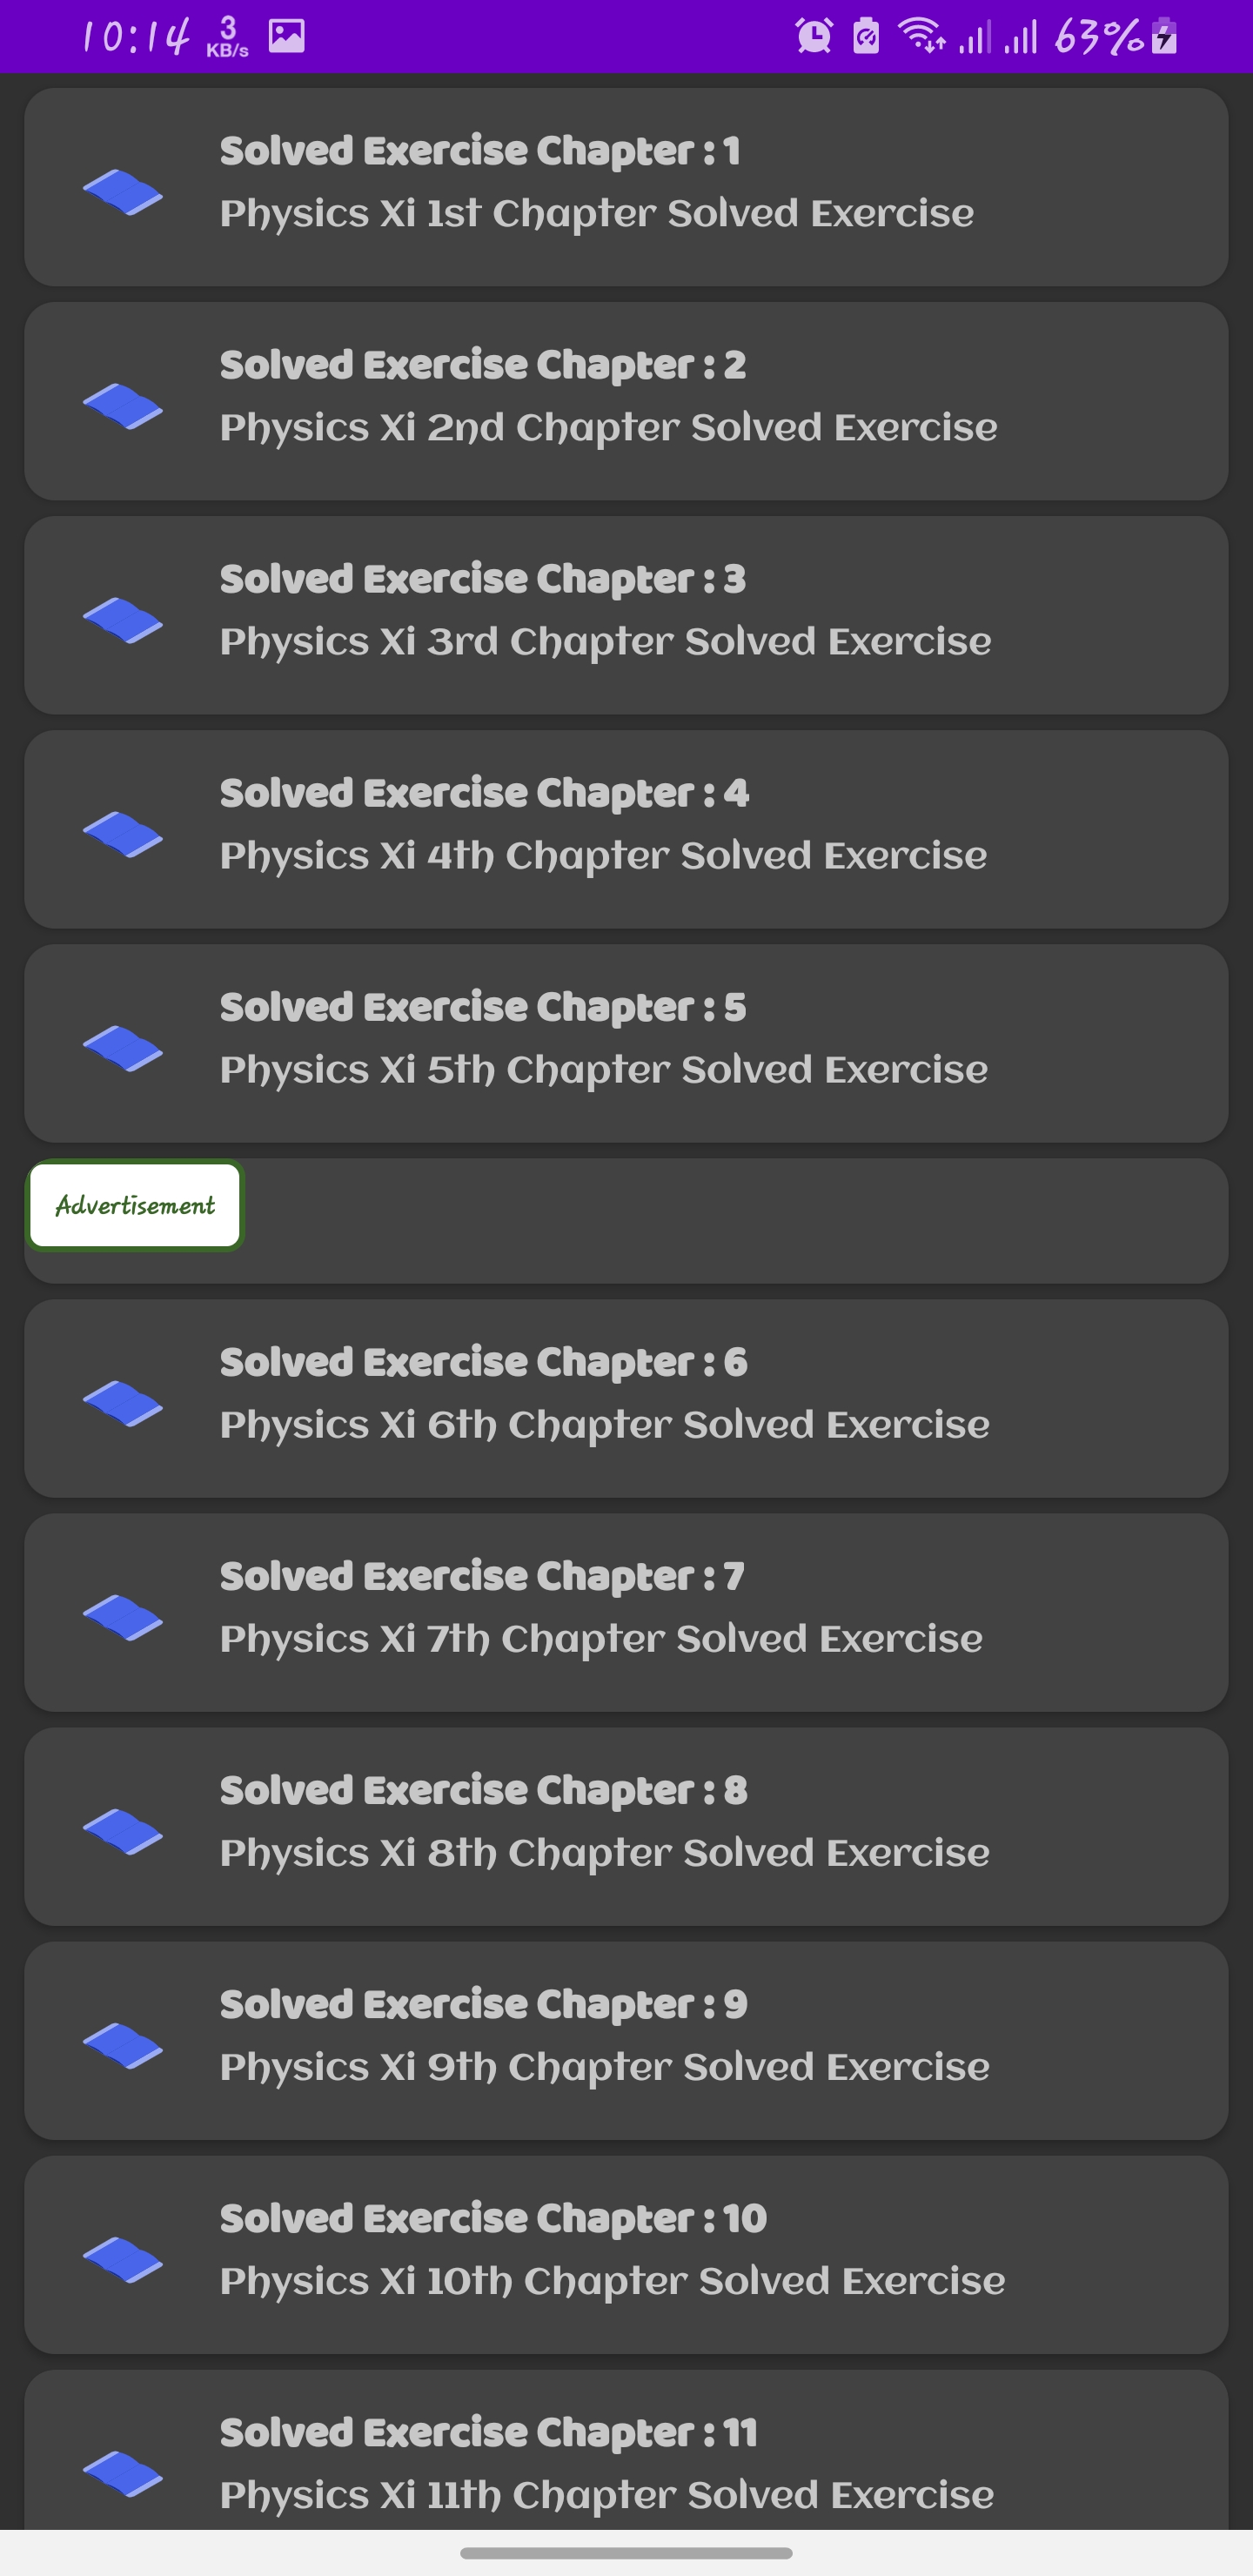 10:14 3 KB/s 63%
Solved Exercise Chapter : 1
Physics Xi 1st Chapter Solved Exercise
Solved Exercise Chapter : 2
Physics Xi 2nd Chapter Solved Exercise
Solved Exercise Chapter : 3
Physics Xi 3rd Chapter Solved Exercise
Solved Exercise Chapter : 4
Physics Xi 4th Chapter Solved Exercise
Solved Exercise Chapter : 5
Physics Xi 5th Chapter Solved Exercise
Advertisement
Solved Exercise Chapter : 6
Physics Xi 6th Chapter Solved Exercise
Solved Exercise Chapter : 7
Physics Xi 7th Chapter Solved Exercise
Solved Exercise Chapter : 8
Physics Xi 8th Chapter Solved Exercise
Solved Exercise Chapter : 9
Physics Xi 9th Chapter Solved Exercise
Solved Exercise Chapter : 10
Physics Xi 10th Chapter Solved Exercise
Solved Exercise Chapter : 11
Physics Xi 11th Chapter Solved Exercise